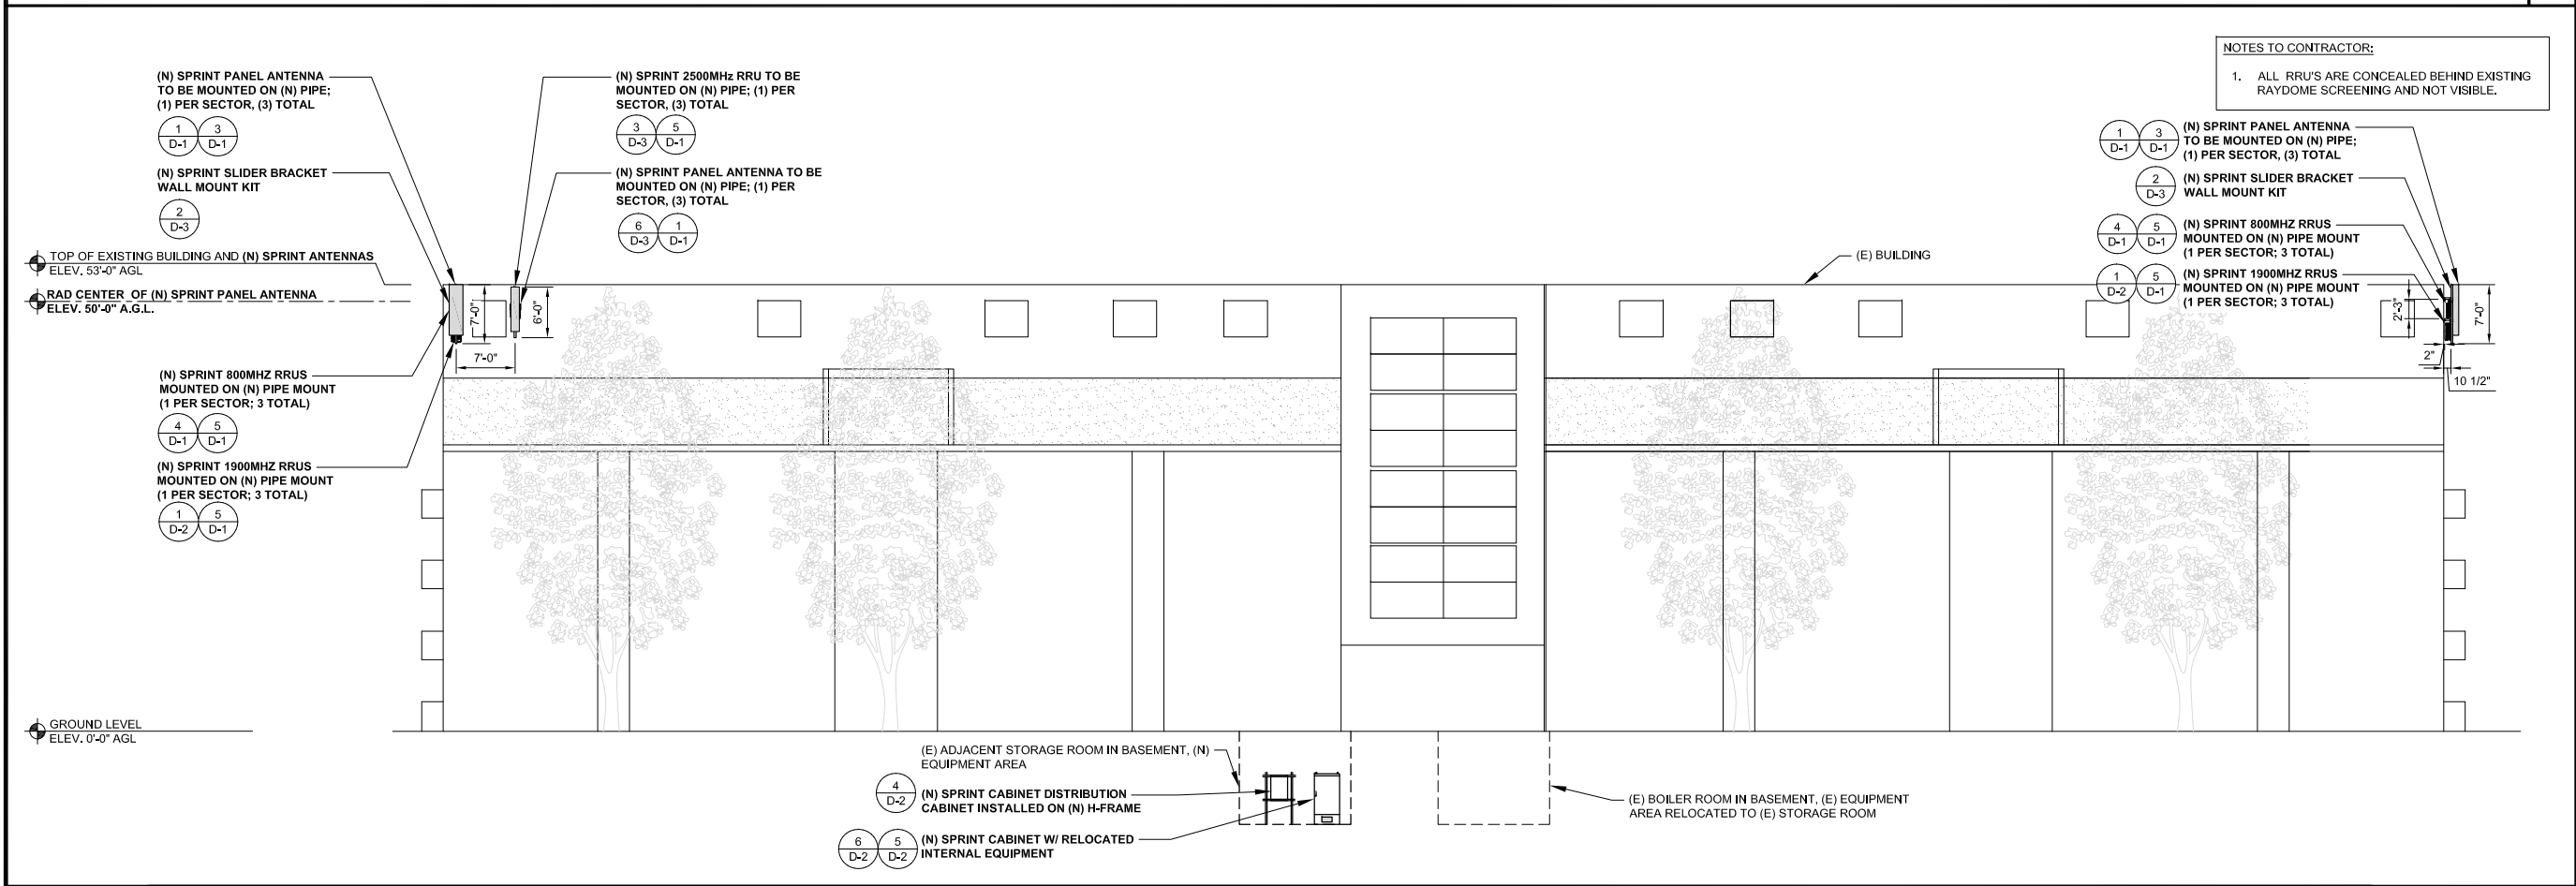 NOTES TO CONTRACTOR:
1. ALL RRU'S ARE CONCEALED BEHIND EXISTING
RAYDOME SCREENING AND NOT VISIBLE.
(N) SPRINT PANEL ANTENNA
TO BE MOUNTED ON (N) PIPE;
(1) PER SECTOR, (3) TOTAL
1 3
D-1 D-1
(N) SPRINT SLIDER BRACKET
WALL MOUNT KIT
2
D-3
TOP OF EXISTING BUILDING AND (N) SPRINT ANTENNAS
ELEV. 53'-0" AGL
RAD CENTER OF (N) SPRINT PANEL ANTENNA
ELEV. 50'-0" A.G.L.
(N) SPRINT 800MHZ RRUS
MOUNTED ON (N) PIPE MOUNT
(1 PER SECTOR; 3 TOTAL)
4 5
D-1 D-1
(N) SPRINT 1900MHZ RRUS
MOUNTED ON (N) PIPE MOUNT
(1 PER SECTOR; 3 TOTAL)
1 5
D-2 D-1
GROUND LEVEL
ELEV. 0'-0" AGL
(N) SPRINT 2500MHz RRU TO BE
MOUNTED ON (N) PIPE; (1) PER
SECTOR, (3) TOTAL
3 5
D-3 D-1
(N) SPRINT PANEL ANTENNA TO BE
MOUNTED ON (N) PIPE; (1) PER
SECTOR, (3) TOTAL
6 1
D-3 D-1
7'-0"
6'-0"
7'-0"
(E) BUILDING
1 3
D-1 D-1
(N) SPRINT PANEL ANTENNA
TO BE MOUNTED ON (N) PIPE;
(1) PER SECTOR, (3) TOTAL
2
D-3
(N) SPRINT SLIDER BRACKET
WALL MOUNT KIT
4 5
D-1 D-1
(N) SPRINT 800MHZ RRUS
MOUNTED ON (N) PIPE MOUNT
(1 PER SECTOR; 3 TOTAL)
1 5
D-2 D-1
(N) SPRINT 1900MHZ RRUS
MOUNTED ON (N) PIPE MOUNT
(1 PER SECTOR; 3 TOTAL)
2'-3"
7'-0"
2"
10 1/2"
(E) ADJACENT STORAGE ROOM IN BASEMENT, (N)
EQUIPMENT AREA
4
D-2
(N) SPRINT CABINET DISTRIBUTION
CABINET INSTALLED ON (N) H-FRAME
6 5
D-2 D-2
(N) SPRINT CABINET W/ RELOCATED
INTERNAL EQUIPMENT
(E) BOILER ROOM IN BASEMENT, (E) EQUIPMENT
AREA RELOCATED TO (E) STORAGE ROOM